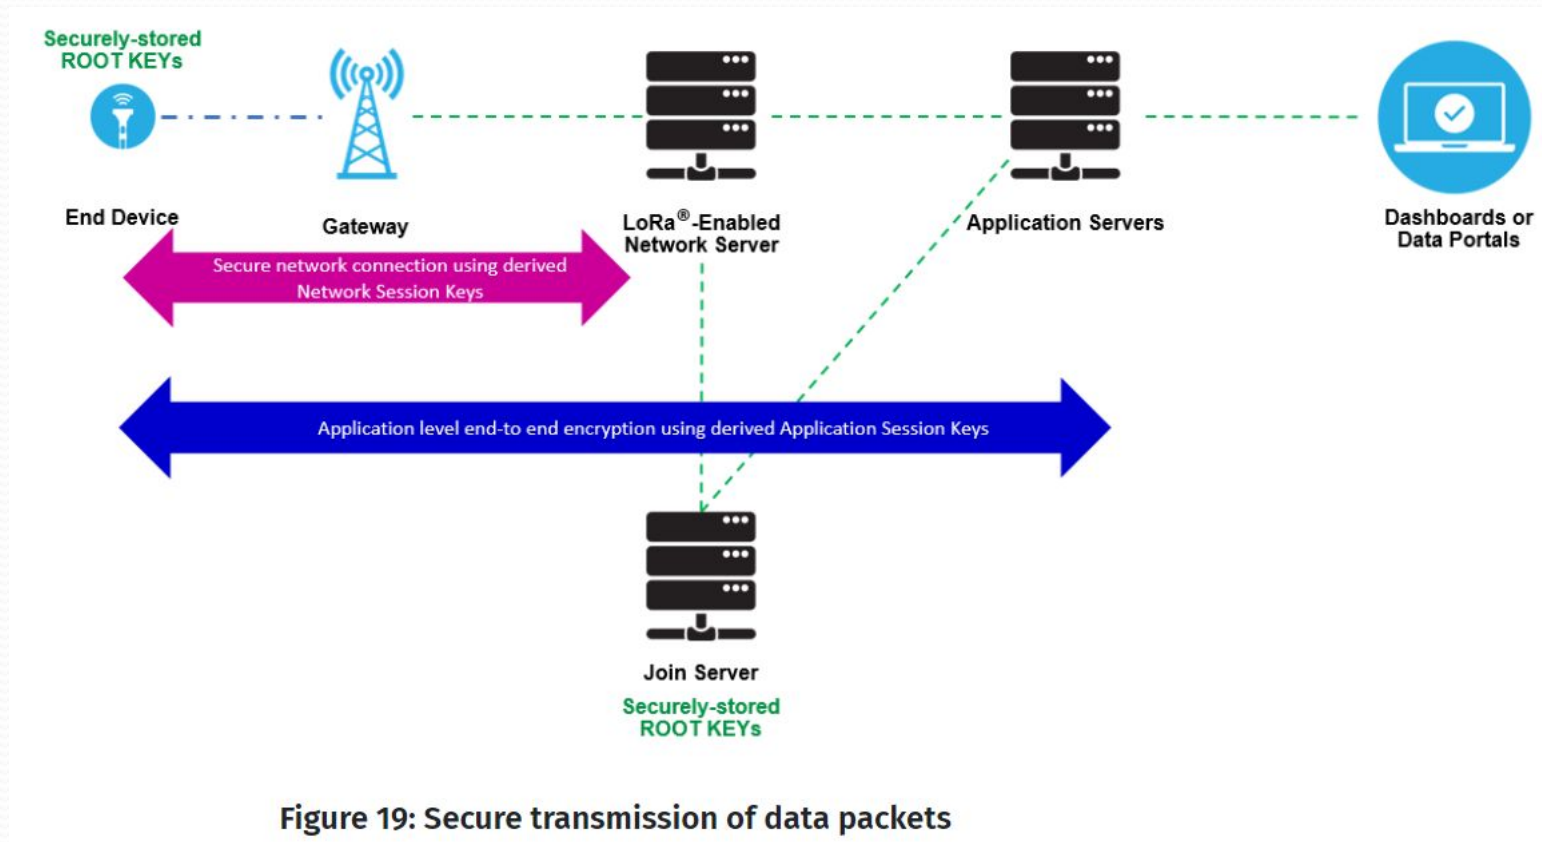 Securely-stored
ROOT KEYs
End Device
Gateway
LoRa®-Enabled
Network Server
Application Servers
Dashboards or
Data Portals
Secure network connection using derived
Network Session Keys
Application level end-to end encryption using derived Application Session Keys
Join Server
Securely-stored
ROOT KEYs
Figure 19: Secure transmission of data packets